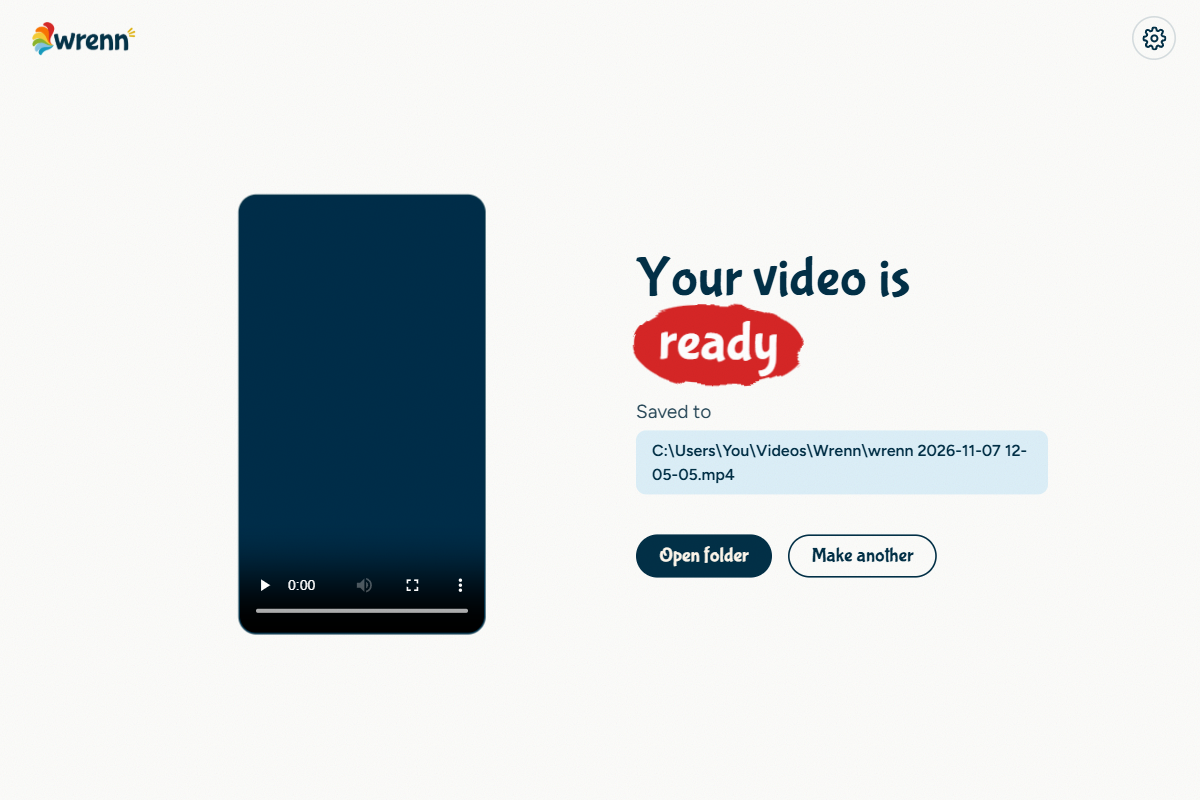 wrenn
Your video is
ready
Saved to
C:\Users\You\Videos\Wrenn\wrenn 2026-11-07 12-
05-05.mp4
0:00
Open folder
Make another